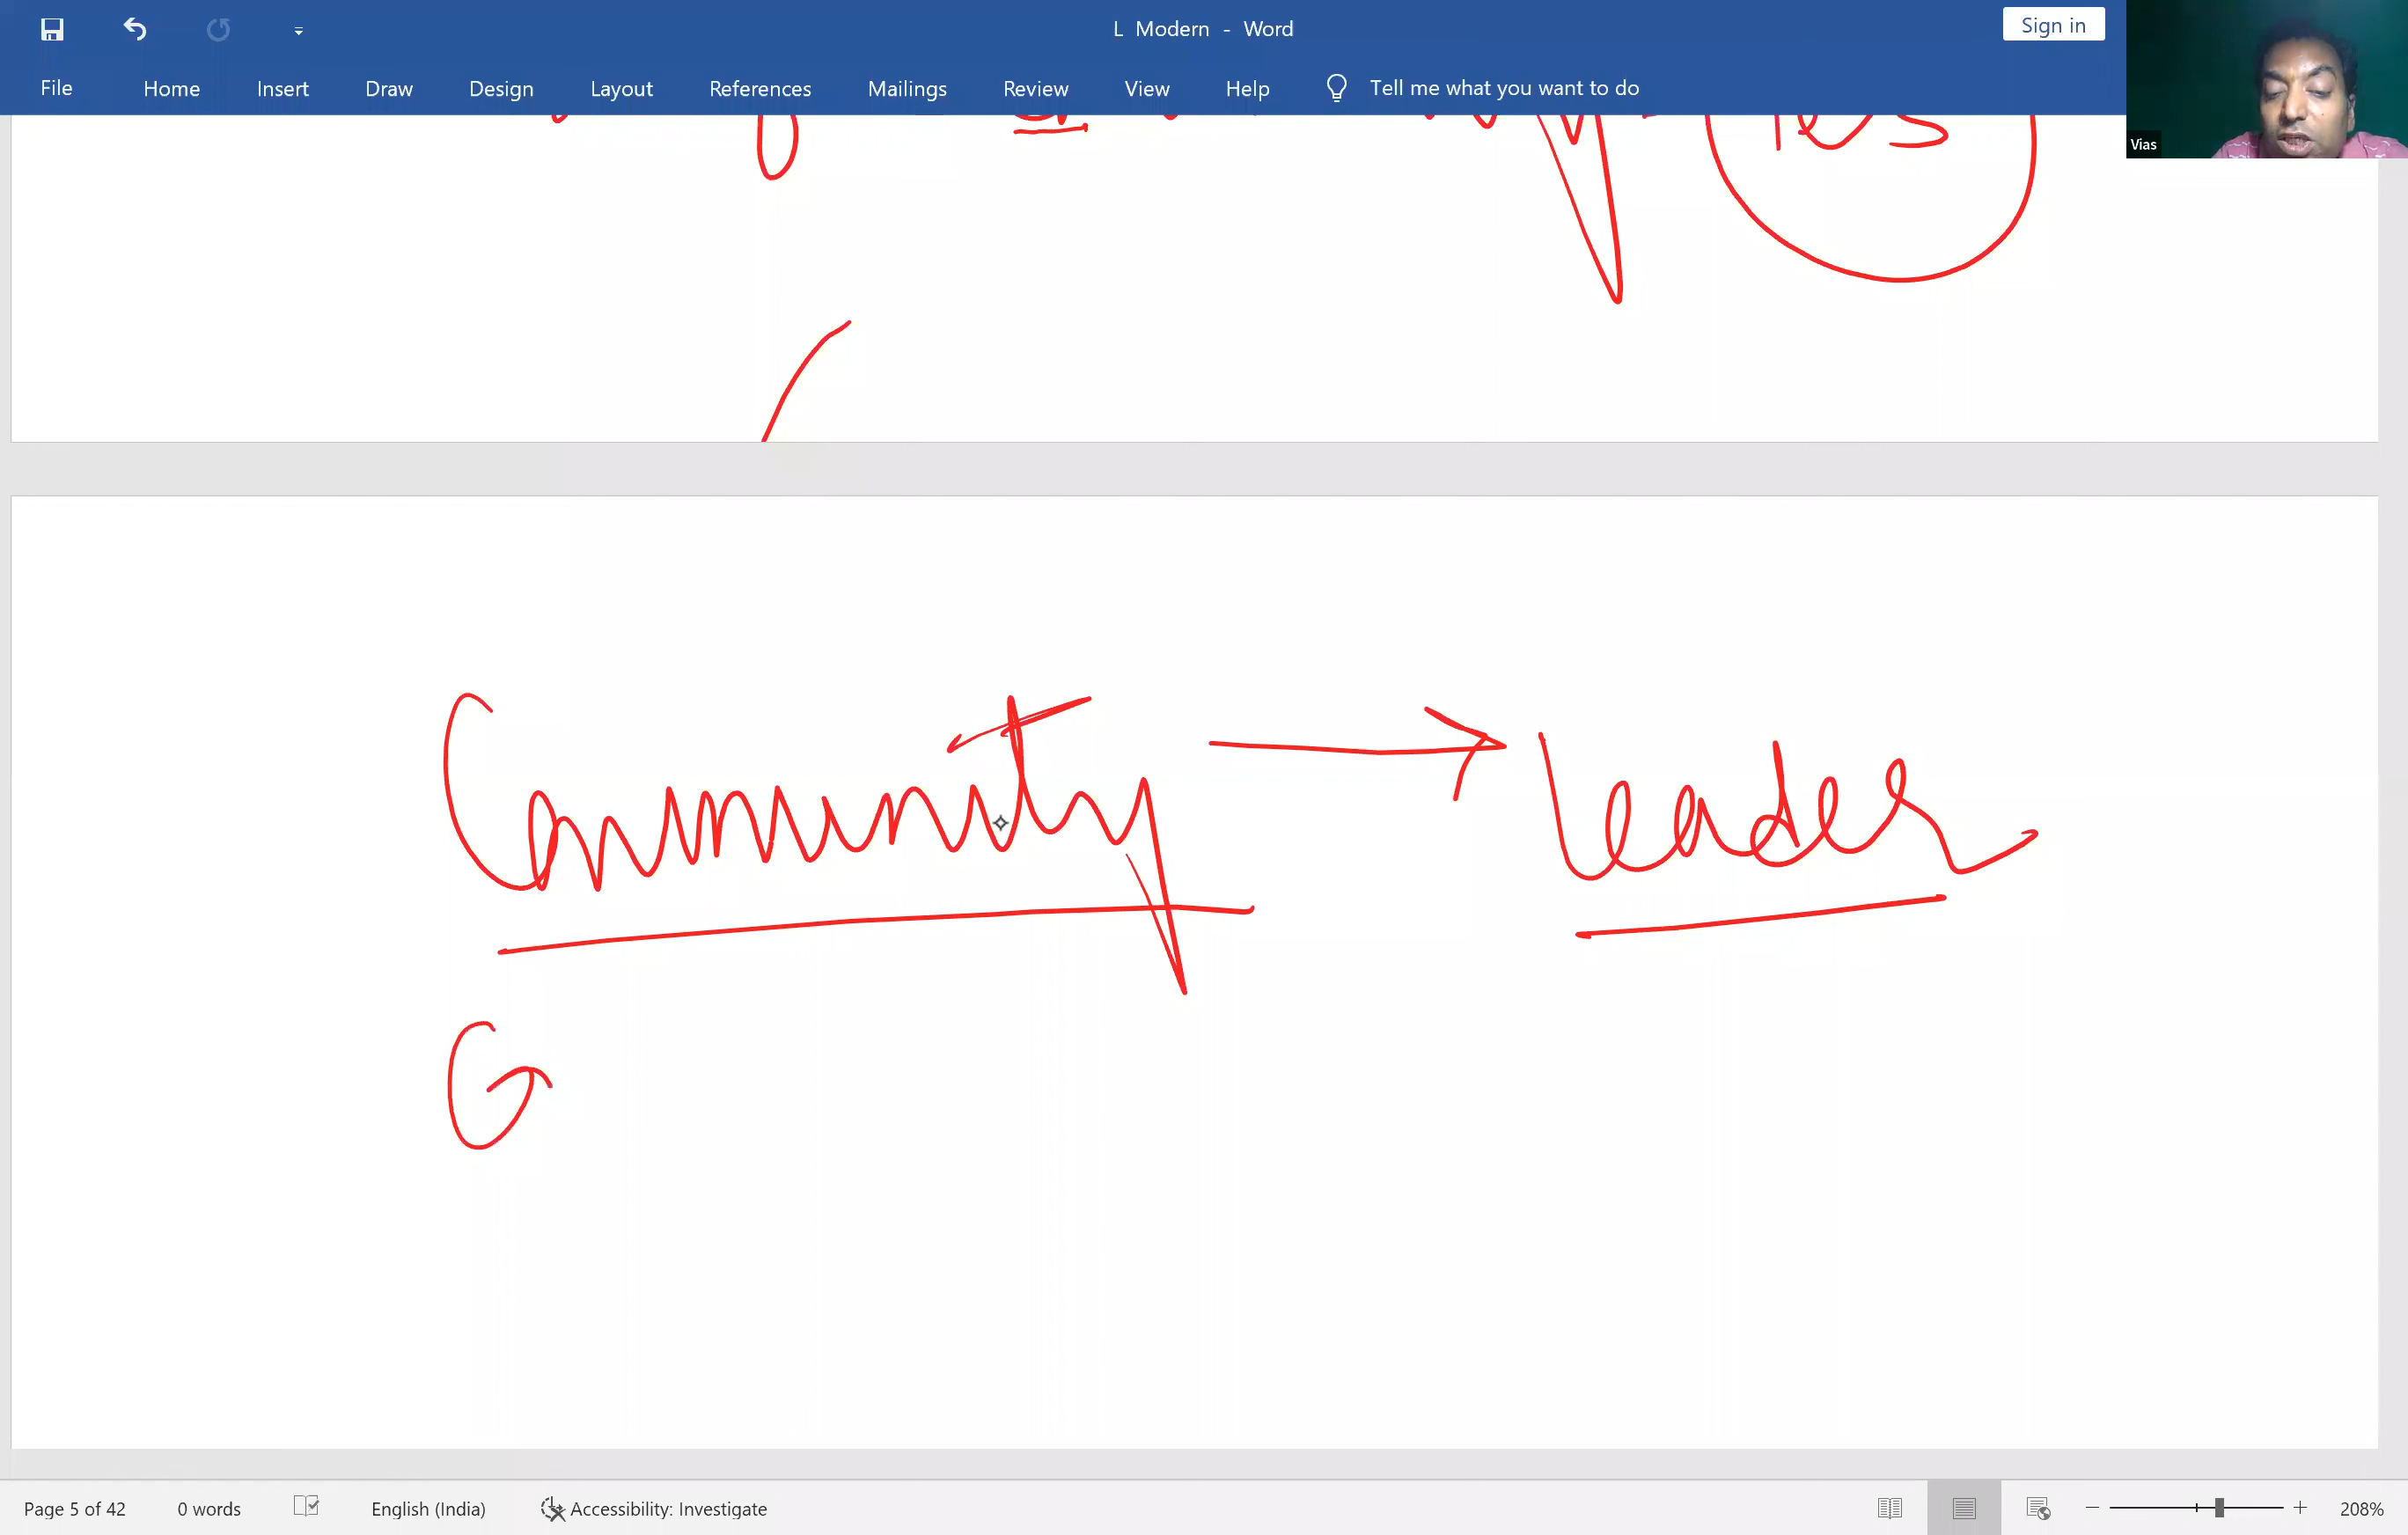 L Modern - Word
Sign in
File Home Insert Draw Design Layout References Mailings Review View Help Tell me what you want to do
Vias
Community → Leader
G
Page 5 of 42 0 words English (India) Accessibility: Investigate 208%